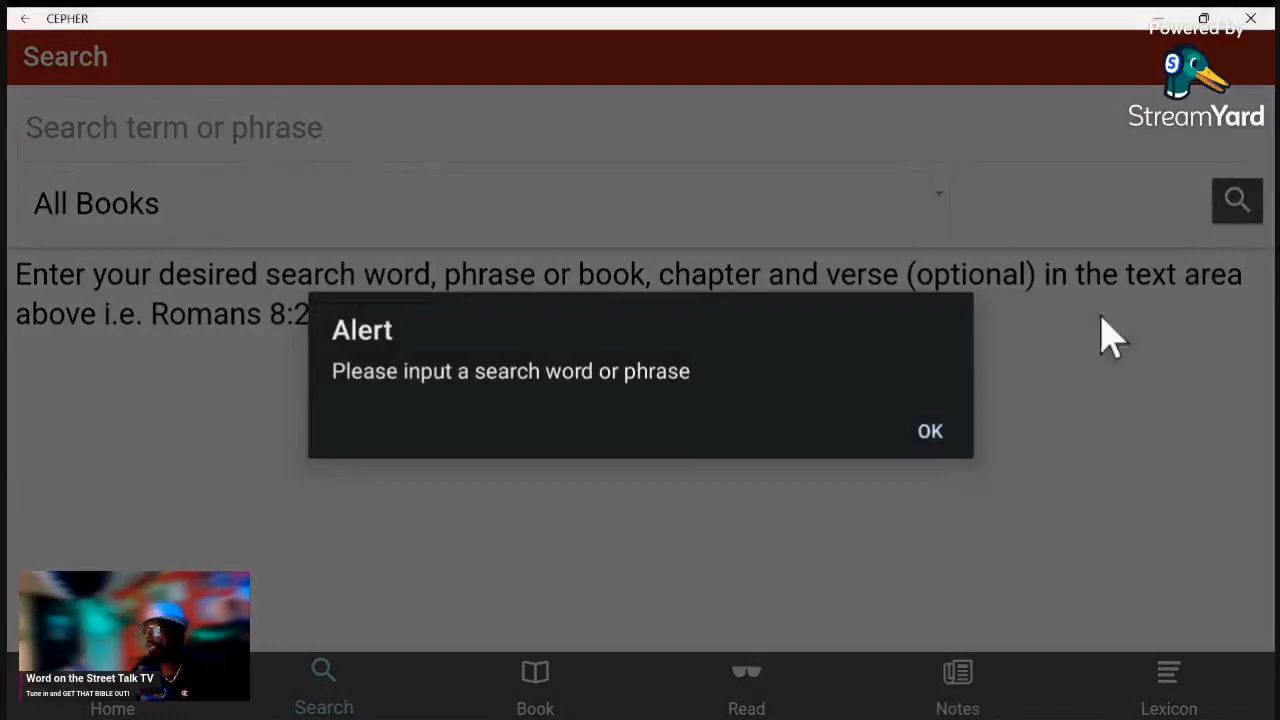 CEPHER
Powered by
Search
StreamYard
Search term or phrase
All Books
Enter your desired search word, phrase or book, chapter and verse (optional) in the text area
above i.e. Romans 8:2
Alert
Please input a search word or phrase
OK
Word on the Street Talk TV
Tune in and GET THAT BIBLE OUT!
Home
Search
Book
Read
Notes
Lexicon